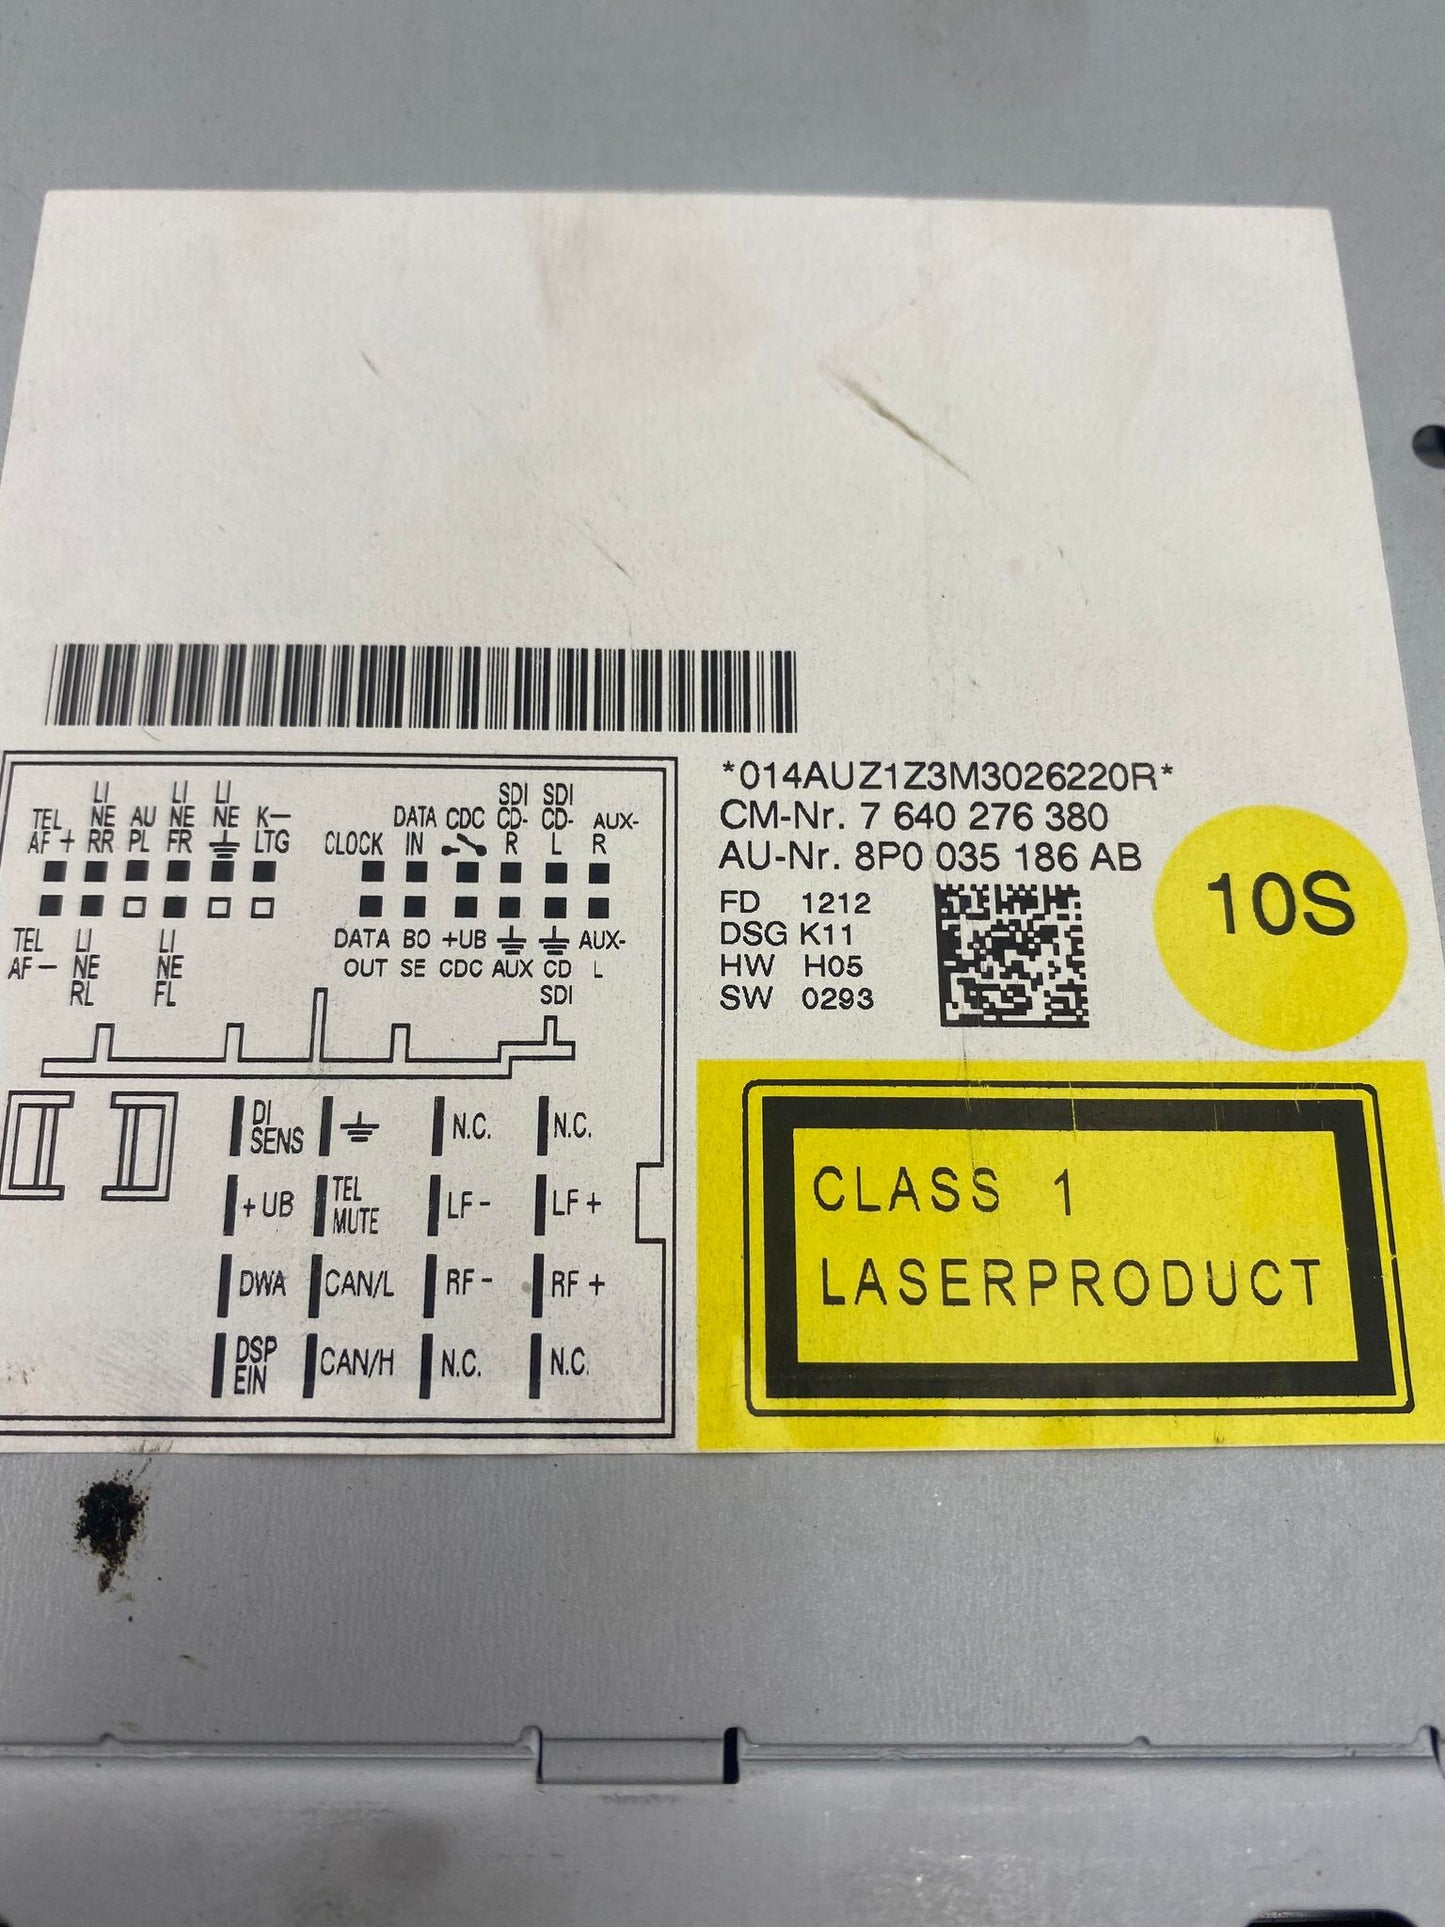 *014AUZ1Z3M3026220R*
CM-Nr. 7 640 276 380
AU-Nr. 8P0 035 186 AB
FD 1212
DSG K11
HW H05
SW 0293
10S
LI LI LI SDI SDI
TEL NE AU NE NE K– DATA CDC CD- CD- AUX-
AF + RR PL FR LTG CLOCK IN R L R
TEL LI LI DATA BO +UB AUX-
AF – NE NE OUT SE CDC AUX CD L
RL FL SDI
DI
SENS N.C. N.C.
+ UB TEL
MUTE LF - LF +
DWA CAN/L RF - RF +
DSP
EIN CAN/H N.C. N.C.
CLASS 1
LASERPRODUCT